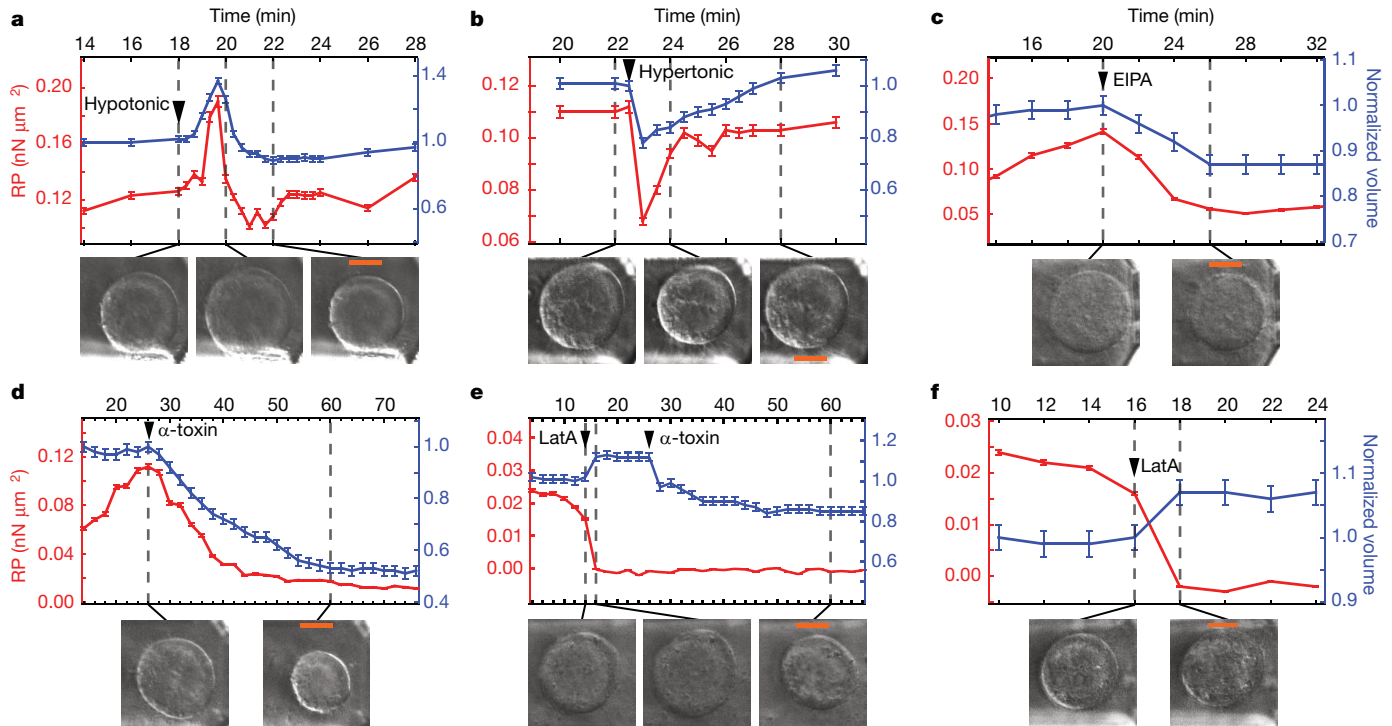 a
Time (min)
14 16 18 20 22 24 26 28
RP (nN μm⁻²)
0.20
0.16
0.12
1.4
1.0
0.6
Hypotonic
b
Time (min)
20 22 24 26 28 30
0.12
0.10
0.08
0.06
1.0
0.8
0.6
Hypertonic
c
Time (min)
16 20 24 28 32
0.20
0.15
0.10
0.05
1.1
1.0
0.9
0.8
0.7
Normalized volume
EIPA
d
20 30 40 50 60 70
RP (nN μm⁻²)
0.12
0.08
0.04
0.00
1.0
0.8
0.6
0.4
α-toxin
e
10 20 30 40 50 60
0.04
0.03
0.02
0.01
0.00
1.2
1.0
0.8
0.6
LatA
α-toxin
f
10 12 14 16 18 20 22 24
0.03
0.02
0.01
0.00
1.1
1.0
0.9
Normalized volume
LatA